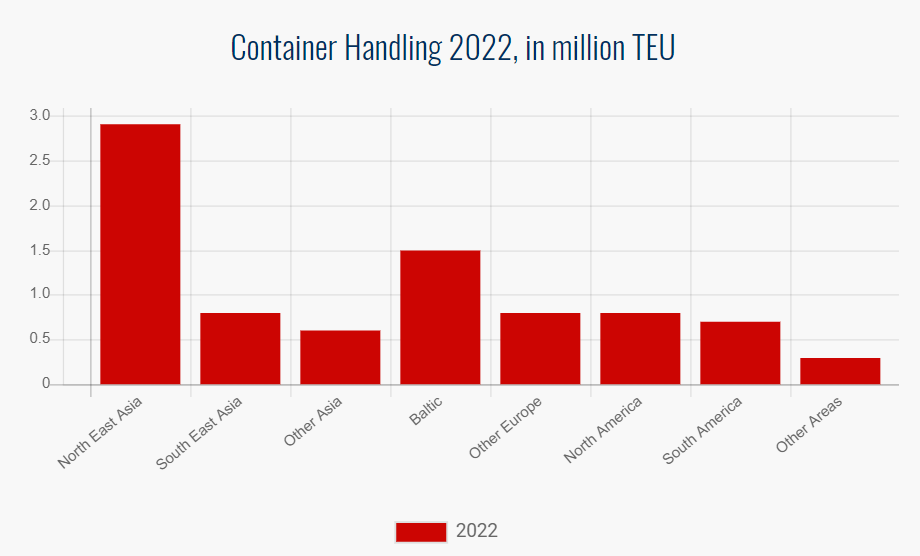 Container Handling 2022, in million TEU
3.0
2.5
2.0
1.5
1.0
0.5
0
North East Asia
South East Asia
Other Asia
Baltic
Other Europe
North America
South America
Other Areas
2022